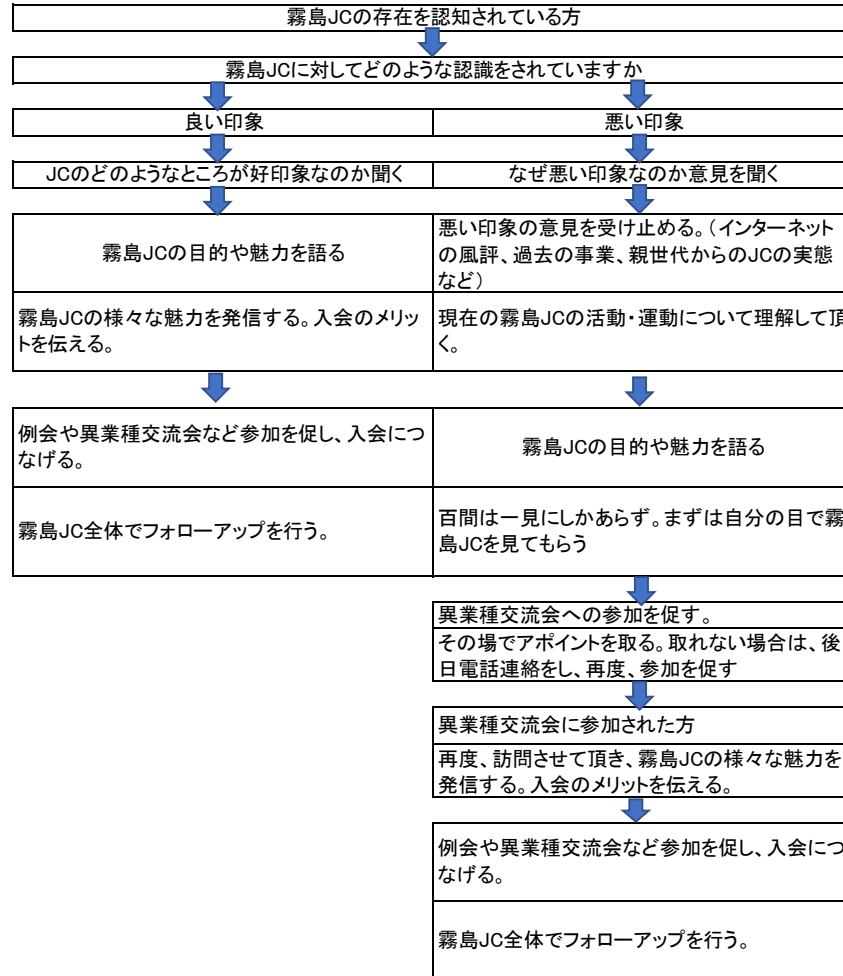 霧島JCの存在を認知されている方
霧島JCに対してどのような認識をされていますか
良い印象
悪い印象
JCのどのようなところが好印象なのか聞く
なぜ悪い印象なのか意見を聞く
霧島JCの目的や魅力を語る
悪い印象の意見を受け止める。（インターネット
の風評、過去の事業、親世代からのJCの実態
など）
霧島JCの様々な魅力を発信する。入会のメリッ
トを伝える。
現在の霧島JCの活動・運動について理解して頂
く。
例会や異業種交流会など参加を促し、入会につ
なげる。
霧島JCの目的や魅力を語る
霧島JC全体でフォローアップを行う。
百間は一見にしかあらず。まずは自分の目で霧
島JCを見てもらう
異業種交流会への参加を促す。
その場でアポイントを取る。取れない場合は、後
日電話連絡をし、再度、参加を促す
異業種交流会に参加された方
再度、訪問させて頂き、霧島JCの様々な魅力を
発信する。入会のメリットを伝える。
例会や異業種交流会など参加を促し、入会につ
なげる。
霧島JC全体でフォローアップを行う。